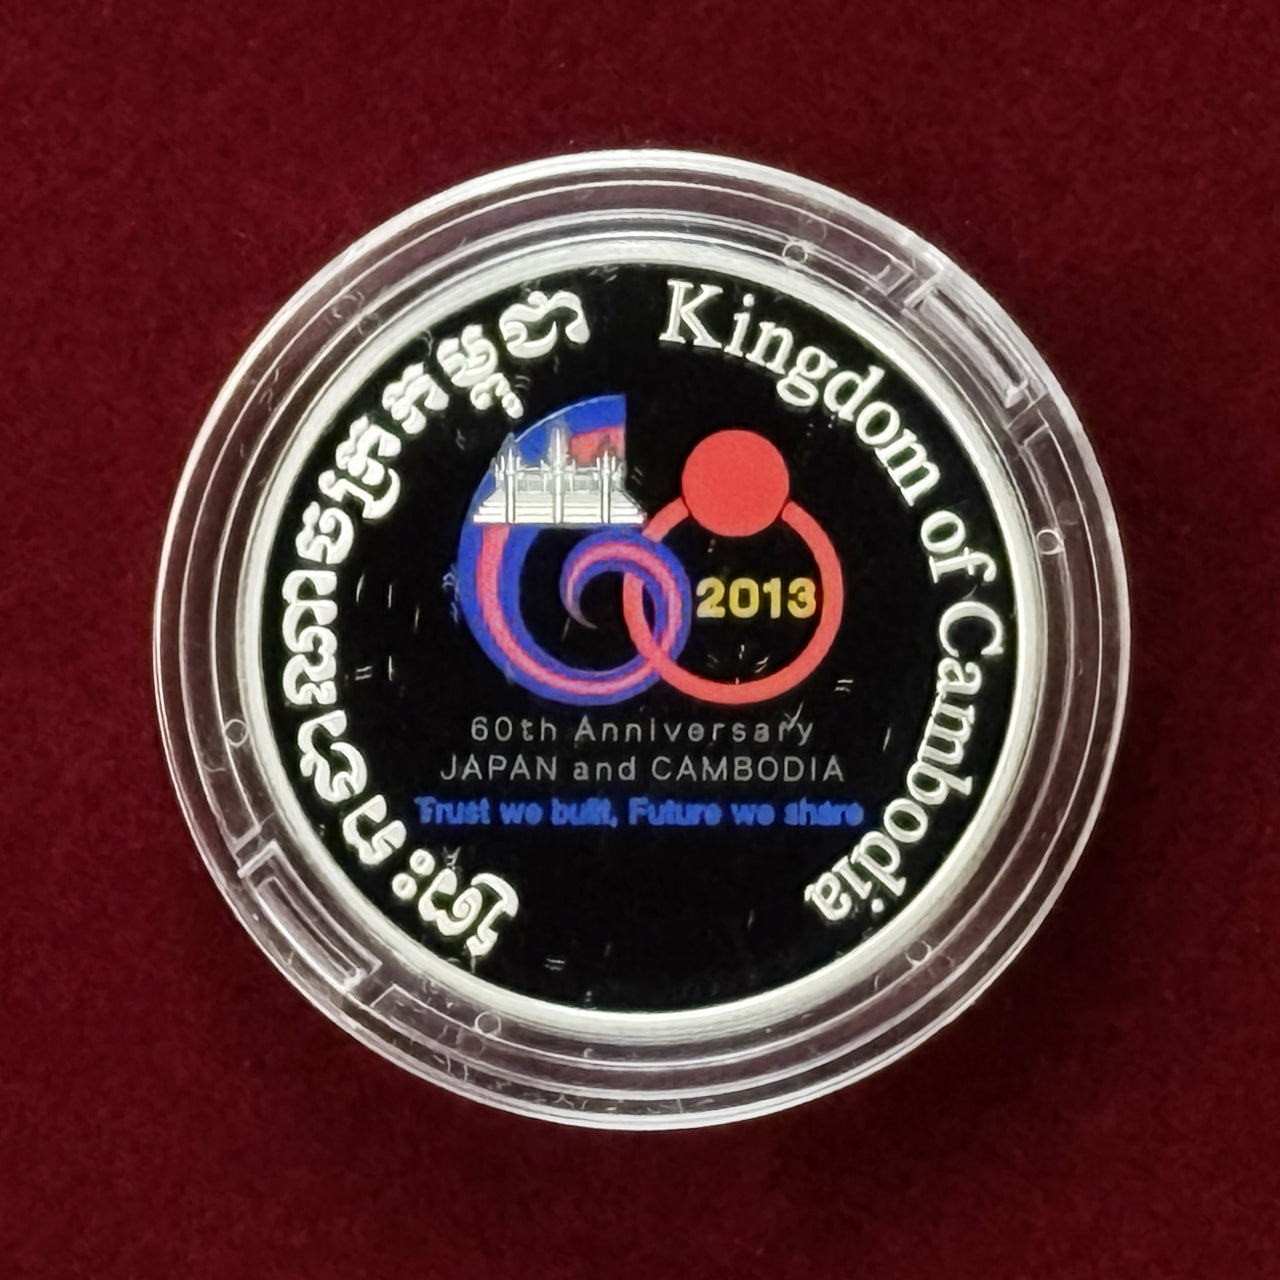 ព្រះរាជាណាចក្រកម្ពុជា
Kingdom of Cambodia
60
2013
60th Anniversary
JAPAN and CAMBODIA
Trust we built, Future we share